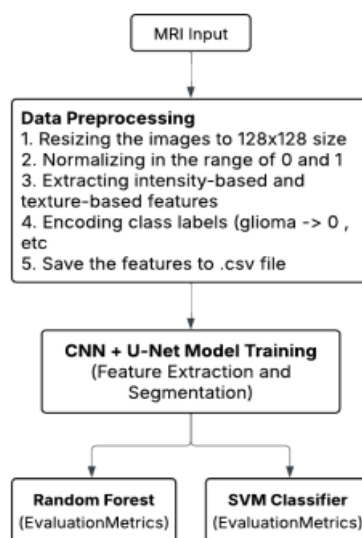 MRI Input
Data Preprocessing
1. Resizing the images to 128x128 size
2. Normalizing in the range of 0 and 1
3. Extracting intensity-based and
texture-based features
4. Encoding class labels (glioma -> 0 ,
etc
5. Save the features to .csv file
CNN + U-Net Model Training
(Feature Extraction and
Segmentation)
Random Forest
(EvaluationMetrics)
SVM Classifier
(EvaluationMetrics)